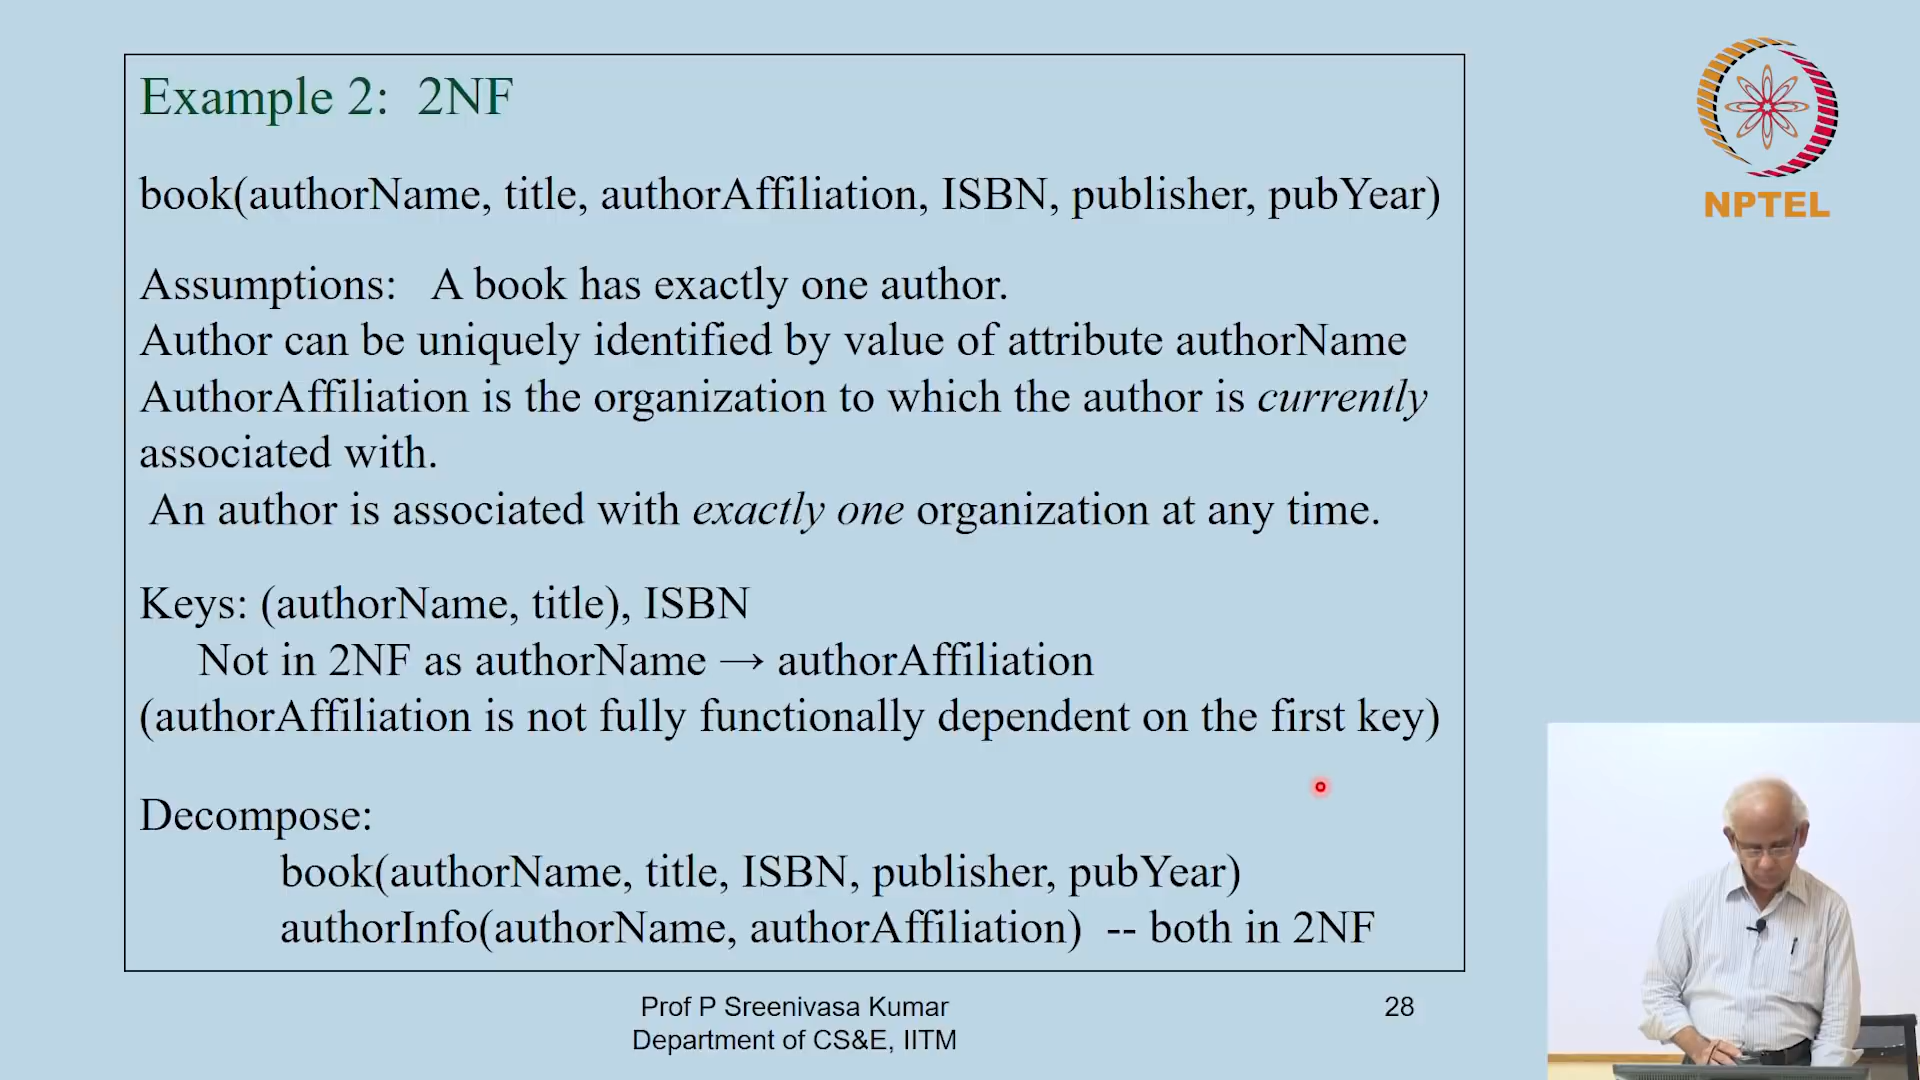 Example 2: 2NF
book(authorName, title, authorAffiliation, ISBN, publisher, pubYear)
Assumptions: A book has exactly one author.
Author can be uniquely identified by value of attribute authorName
AuthorAffiliation is the organization to which the author is currently
associated with.
An author is associated with exactly one organization at any time.
Keys: (authorName, title), ISBN
Not in 2NF as authorName → authorAffiliation
(authorAffiliation is not fully functionally dependent on the first key)
Decompose:
book(authorName, title, ISBN, publisher, pubYear)
authorInfo(authorName, authorAffiliation) -- both in 2NF
Prof P Sreenivasa Kumar
Department of CS&E, IITM
28
NPTEL